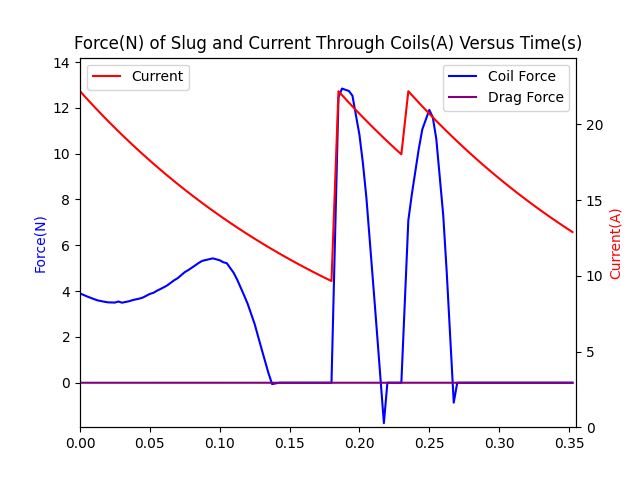 Force(N) of Slug and Current Through Coils(A) Versus Time(s)
Current
Coil Force
Drag Force
Force(N)
14
12
10
8
6
4
2
0
Current(A)
20
15
10
5
0
0.00 0.05 0.10 0.15 0.20 0.25 0.30 0.35